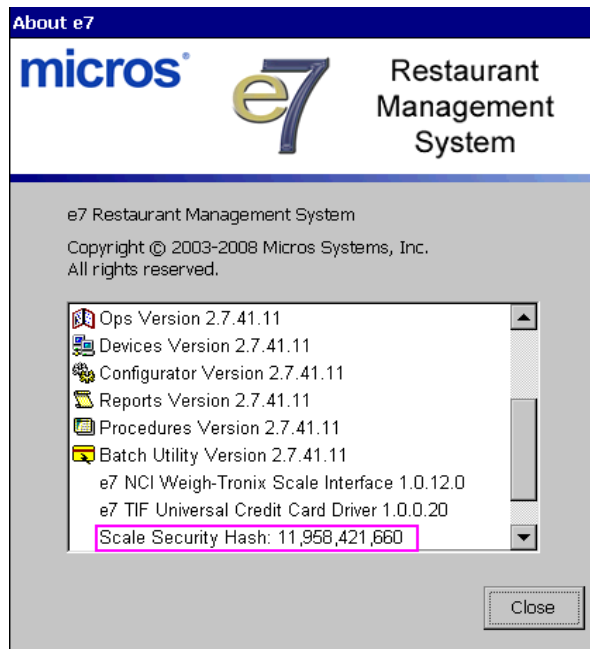 About e7
micros®
e7
Restaurant
Management
System
e7 Restaurant Management System
Copyright © 2003-2008 Micros Systems, Inc.
All rights reserved.
Ops Version 2.7.41.11
Devices Version 2.7.41.11
Configurator Version 2.7.41.11
Reports Version 2.7.41.11
Procedures Version 2.7.41.11
Batch Utility Version 2.7.41.11
e7 NCI Weigh-Tronix Scale Interface 1.0.12.0
e7 TIF Universal Credit Card Driver 1.0.0.20
Scale Security Hash: 11,958,421,660
Close